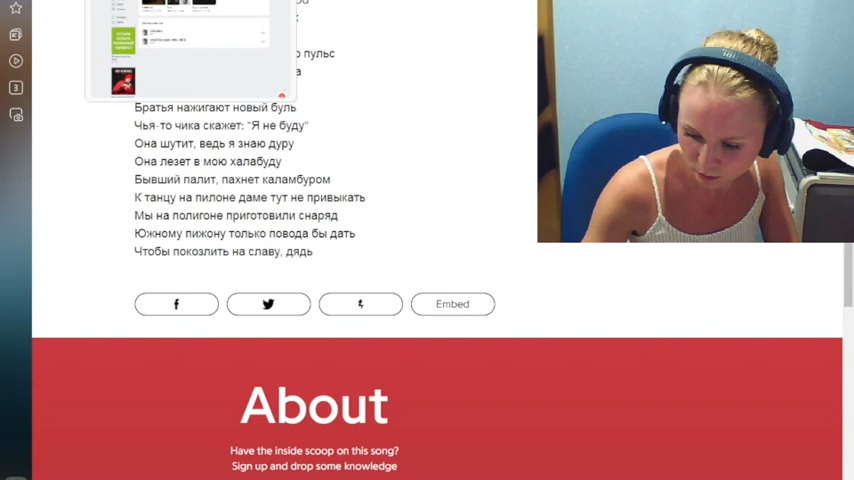 о пульс
а
Братья нажигают новый буль
Чья-то чика скажет: "Я не буду"
Она шутит, ведь я знаю дуру
Она лезет в мою халабуду
Бывший палит, пахнет каламбуром
К танцу на пилоне даме тут не привыкать
Мы на полигоне приготовили снаряд
Южному пижону только повода бы дать
Чтобы покозлить на славу, дядь
Embed
3
About
Have the inside scoop on this song?
Sign up and drop some knowledge